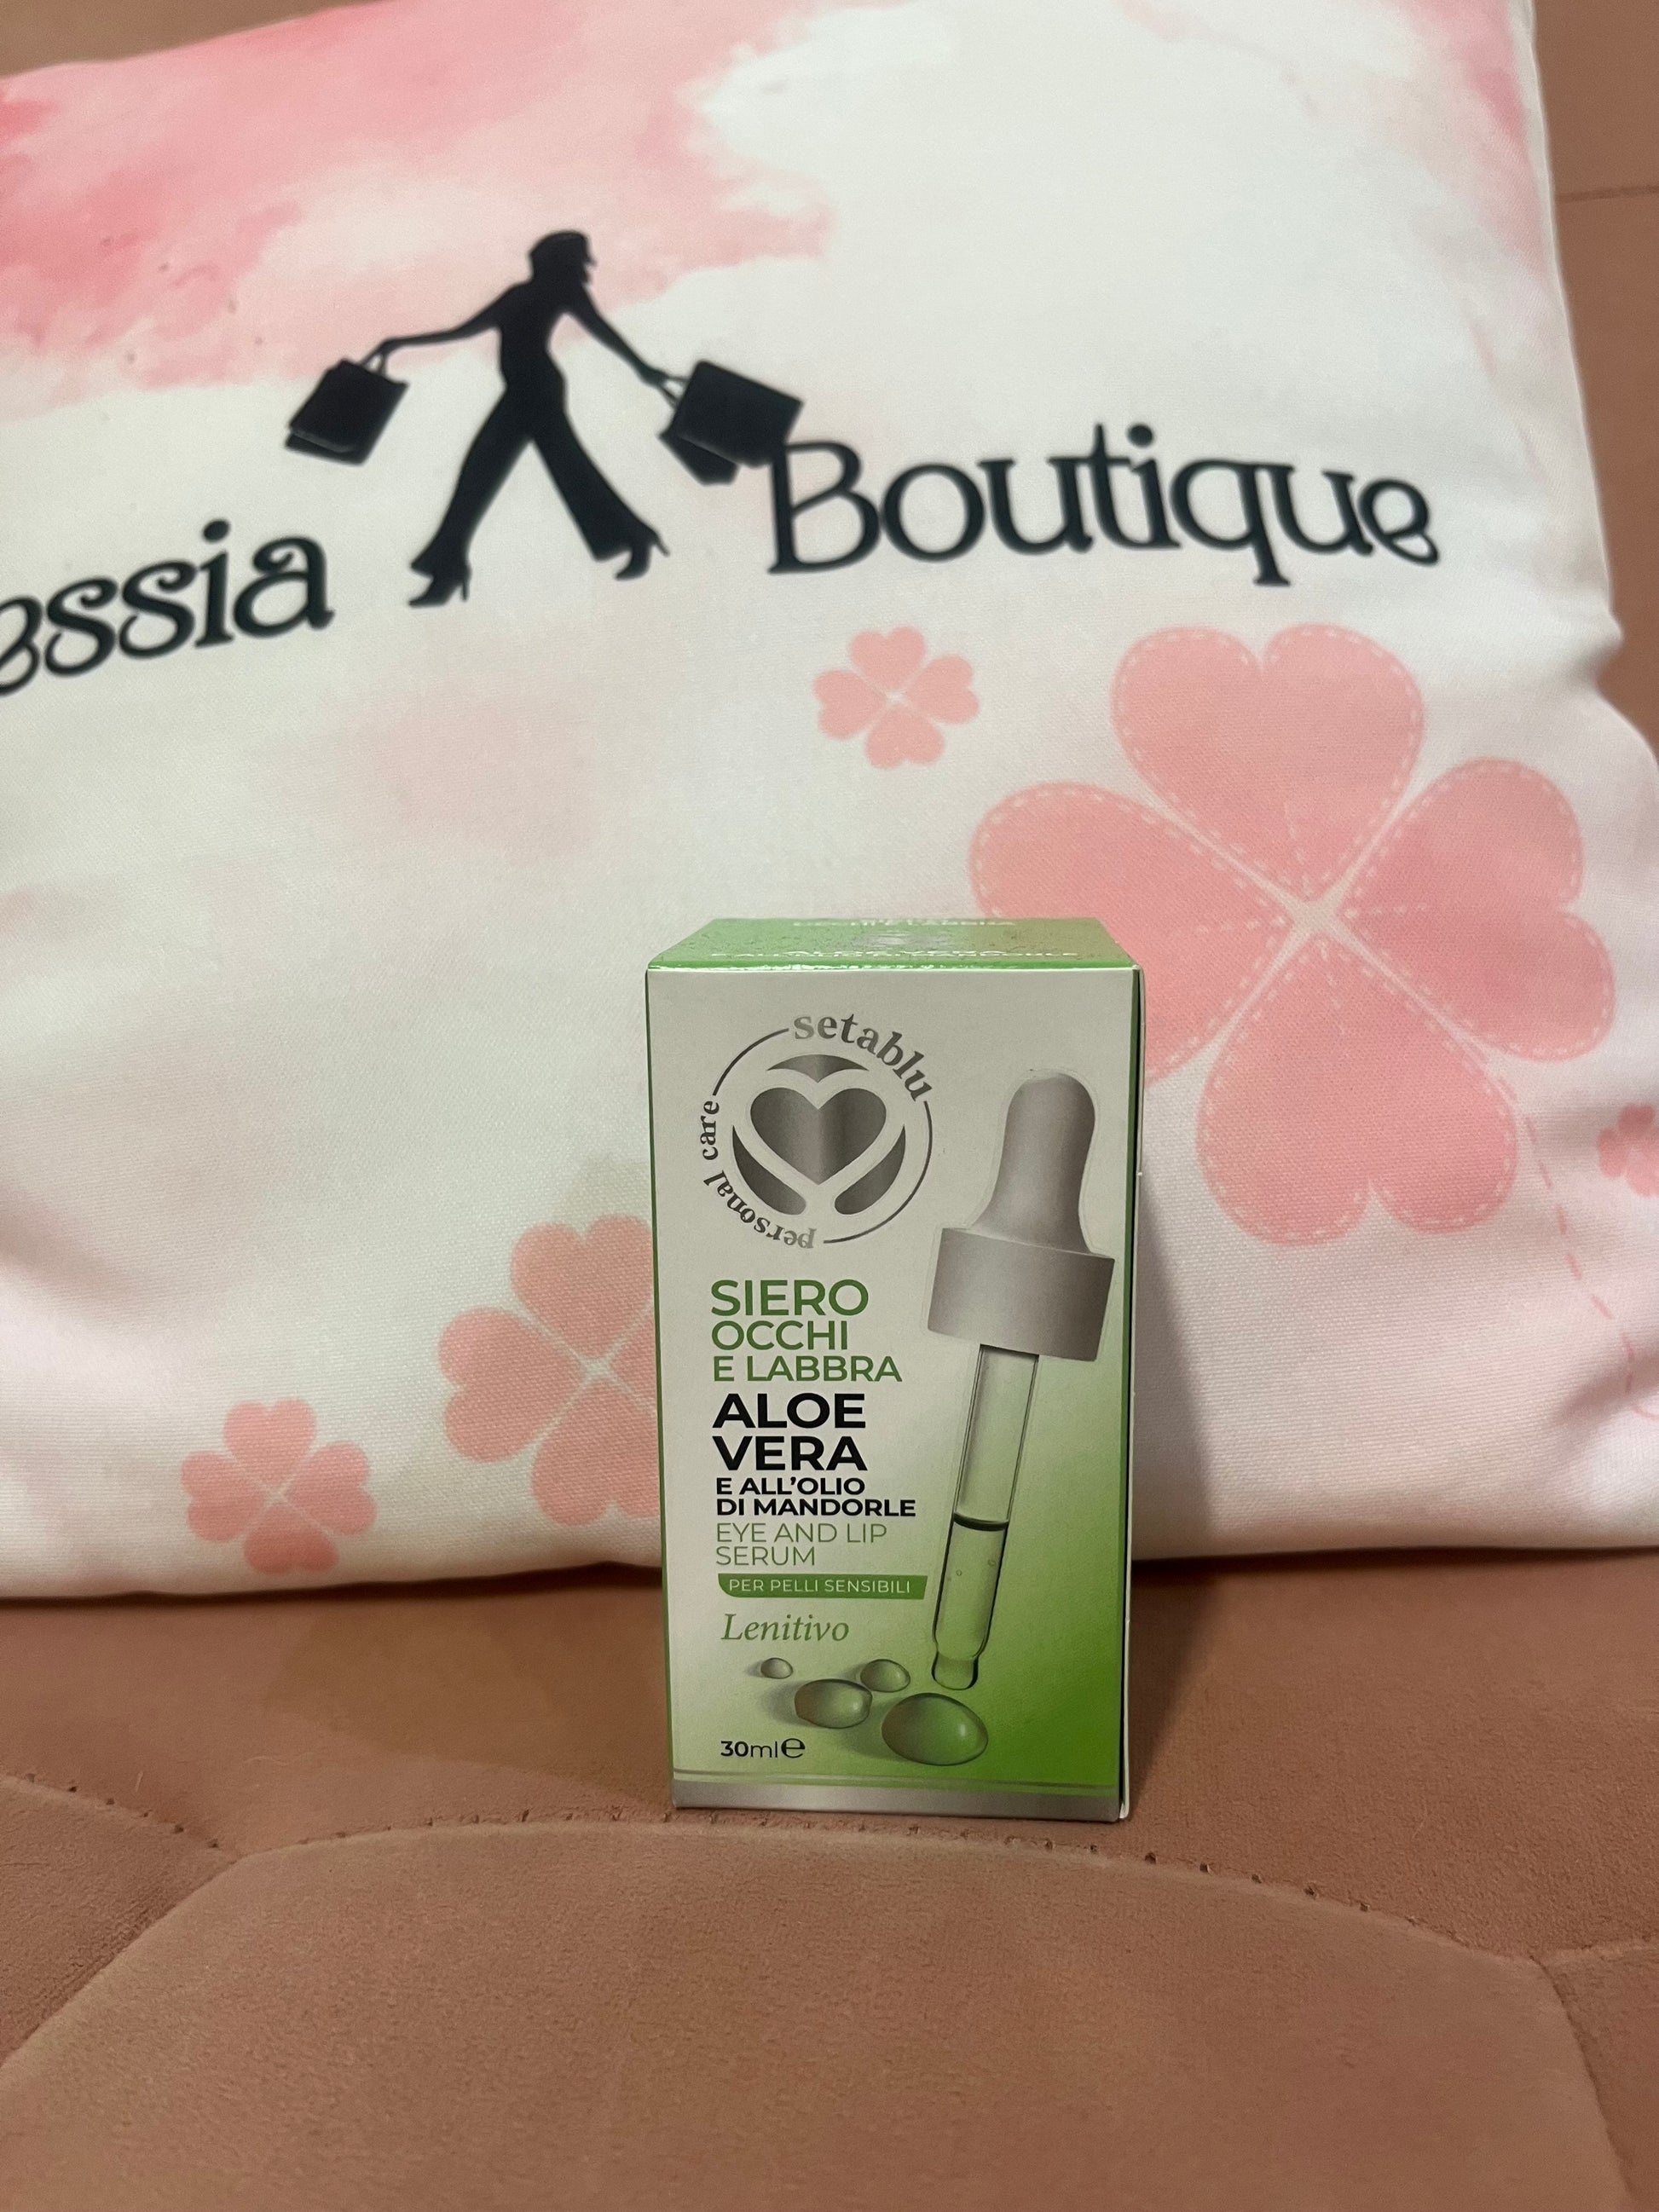 essia Boutique
setablu
personal care
SIERO
OCCHI
E LABBRA
ALOE
VERA
E ALL'OLIO
DI MANDORLE
EYE AND LIP
SERUM
PER PELLI SENSIBILI
Lenitivo
30ml℮